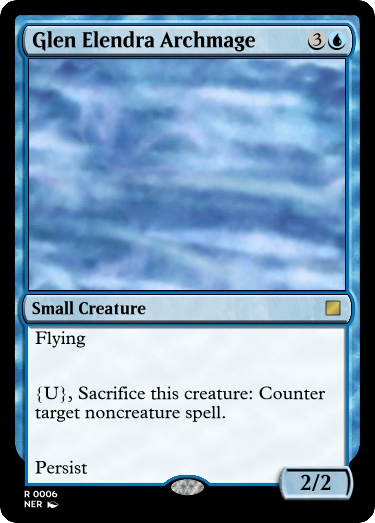 Glen Elendra Archmage 3
Small Creature
Flying
{U}, Sacrifice this creature: Counter
target noncreature spell.
Persist
2/2
R 0006
NER